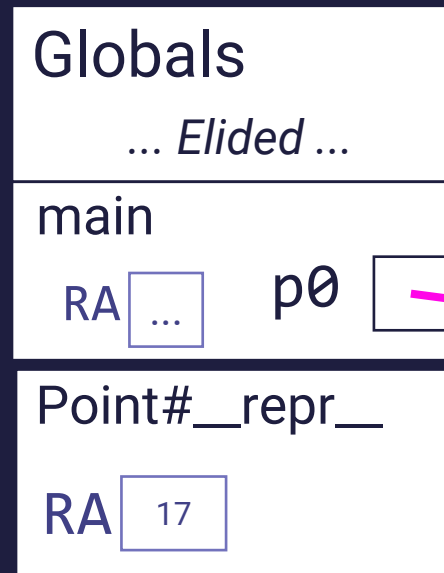 Globals
... Elided ...
main
RA ... p0
Point#__repr__
RA 17